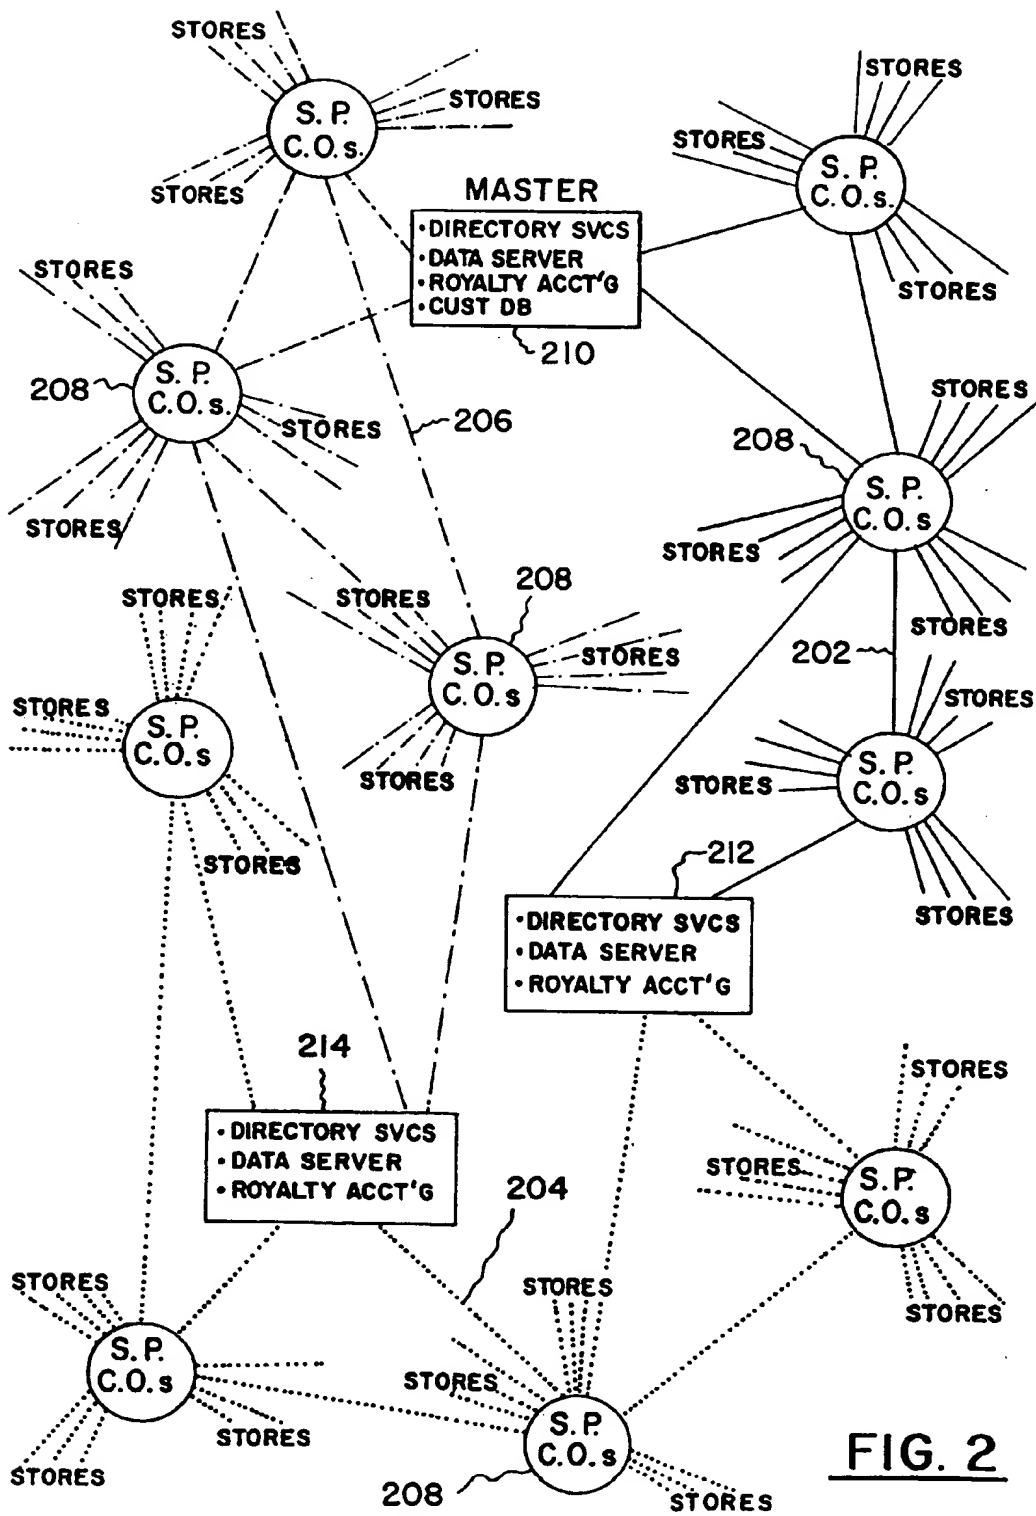 STORES
S. P.
C.O.s.
STORES
STORES
STORES
S. P.
C.O.s.
STORES
STORES
MASTER
•DIRECTORY SVCS
•DATA SERVER
•ROYALTY ACCT'G
•CUST DB
210
STORES
208
S. P.
C.O.s.
STORES
STORES
206
STORES
208
S. P.
C.O.s
STORES
STORES
STORES
S. P.
C.O.s
STORES
STORES
208
STORES
S. P.
C.O.s
STORES
STORES
202
STORES
S. P.
C.O.s
STORES
STORES
212
•DIRECTORY SVCS
•DATA SERVER
•ROYALTY ACCT'G
214
•DIRECTORY SVCS
•DATA SERVER
•ROYALTY ACCT'G
204
STORES
STORES
S. P.
C.O.s
STORES
STORES
S. P.
C.O.s
STORES
STORES
STORES
STORES
S. P.
C.O.s
208
STORES
FIG. 2